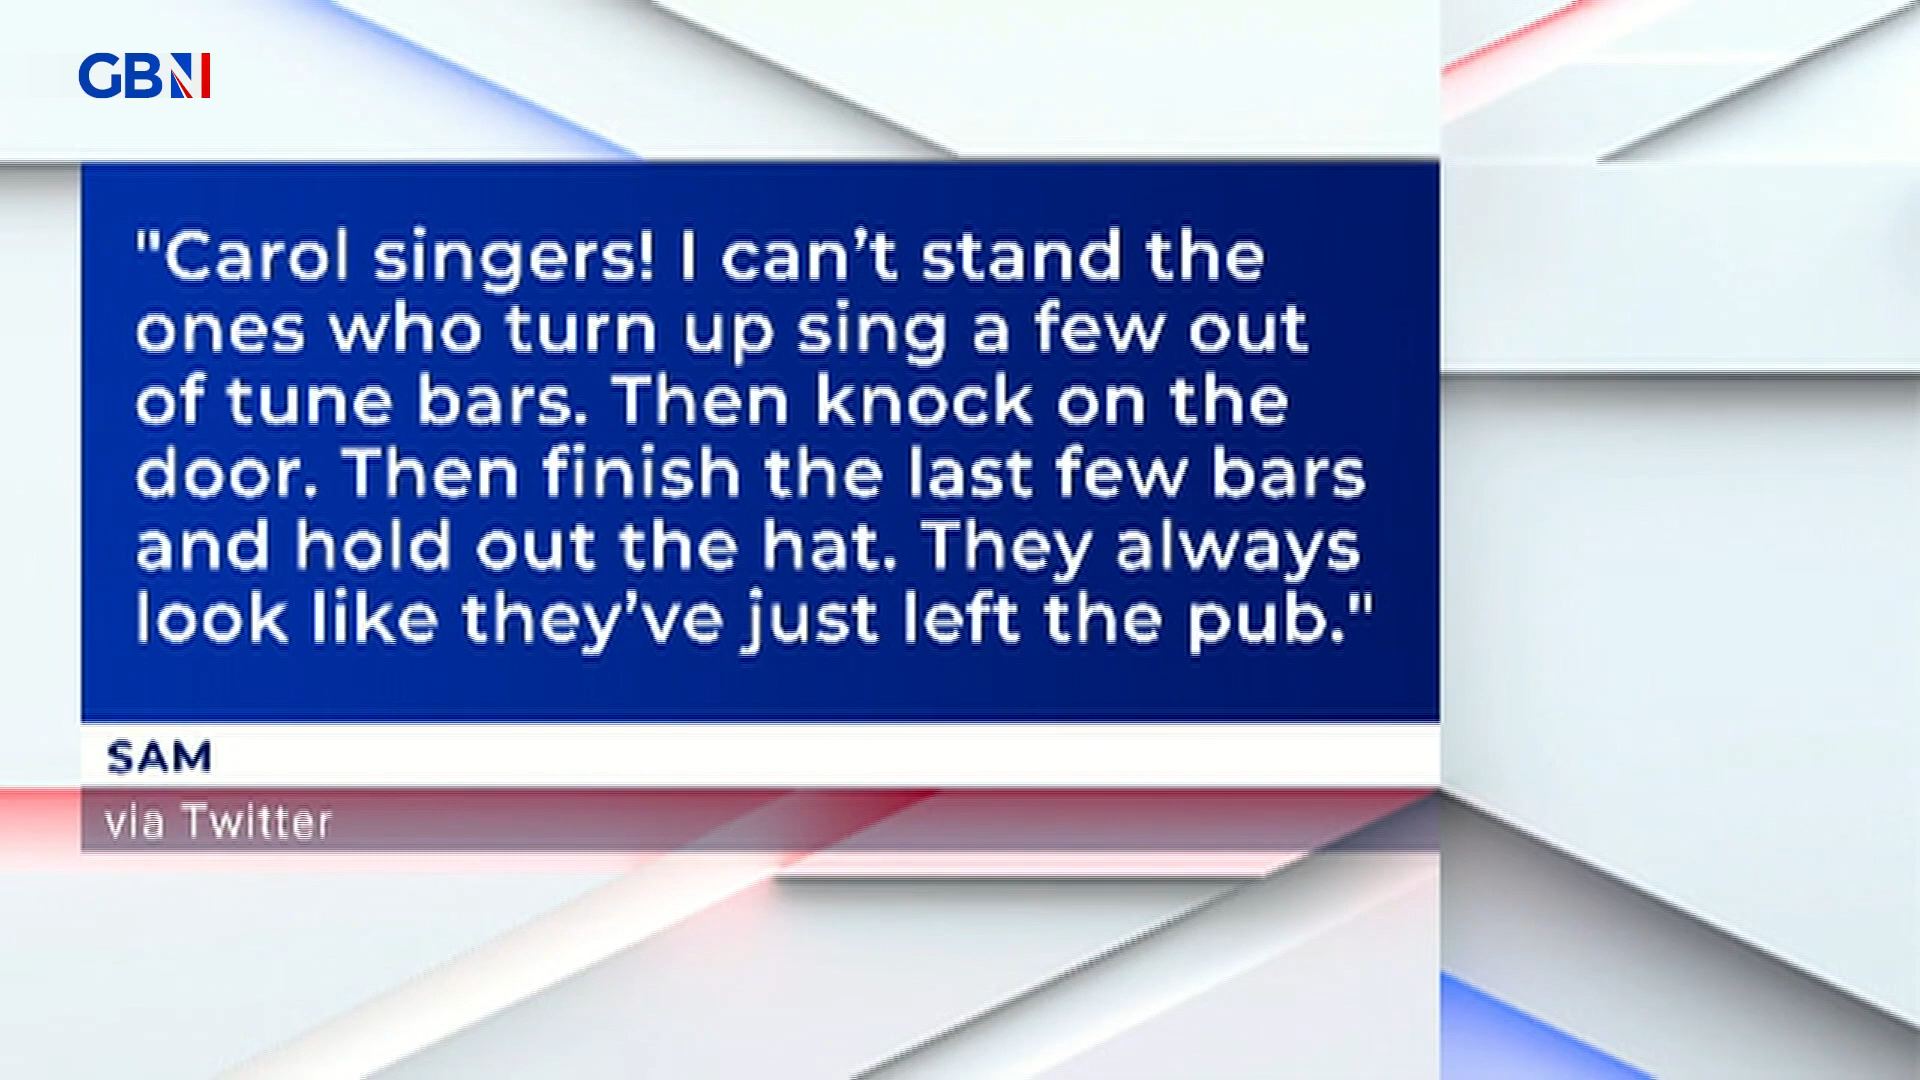 GBN
"Carol singers! I can’t stand the
ones who turn up sing a few out
of tune bars. Then knock on the
door. Then finish the last few bars
and hold out the hat. They always
look like they’ve just left the pub."
SAM
via Twitter